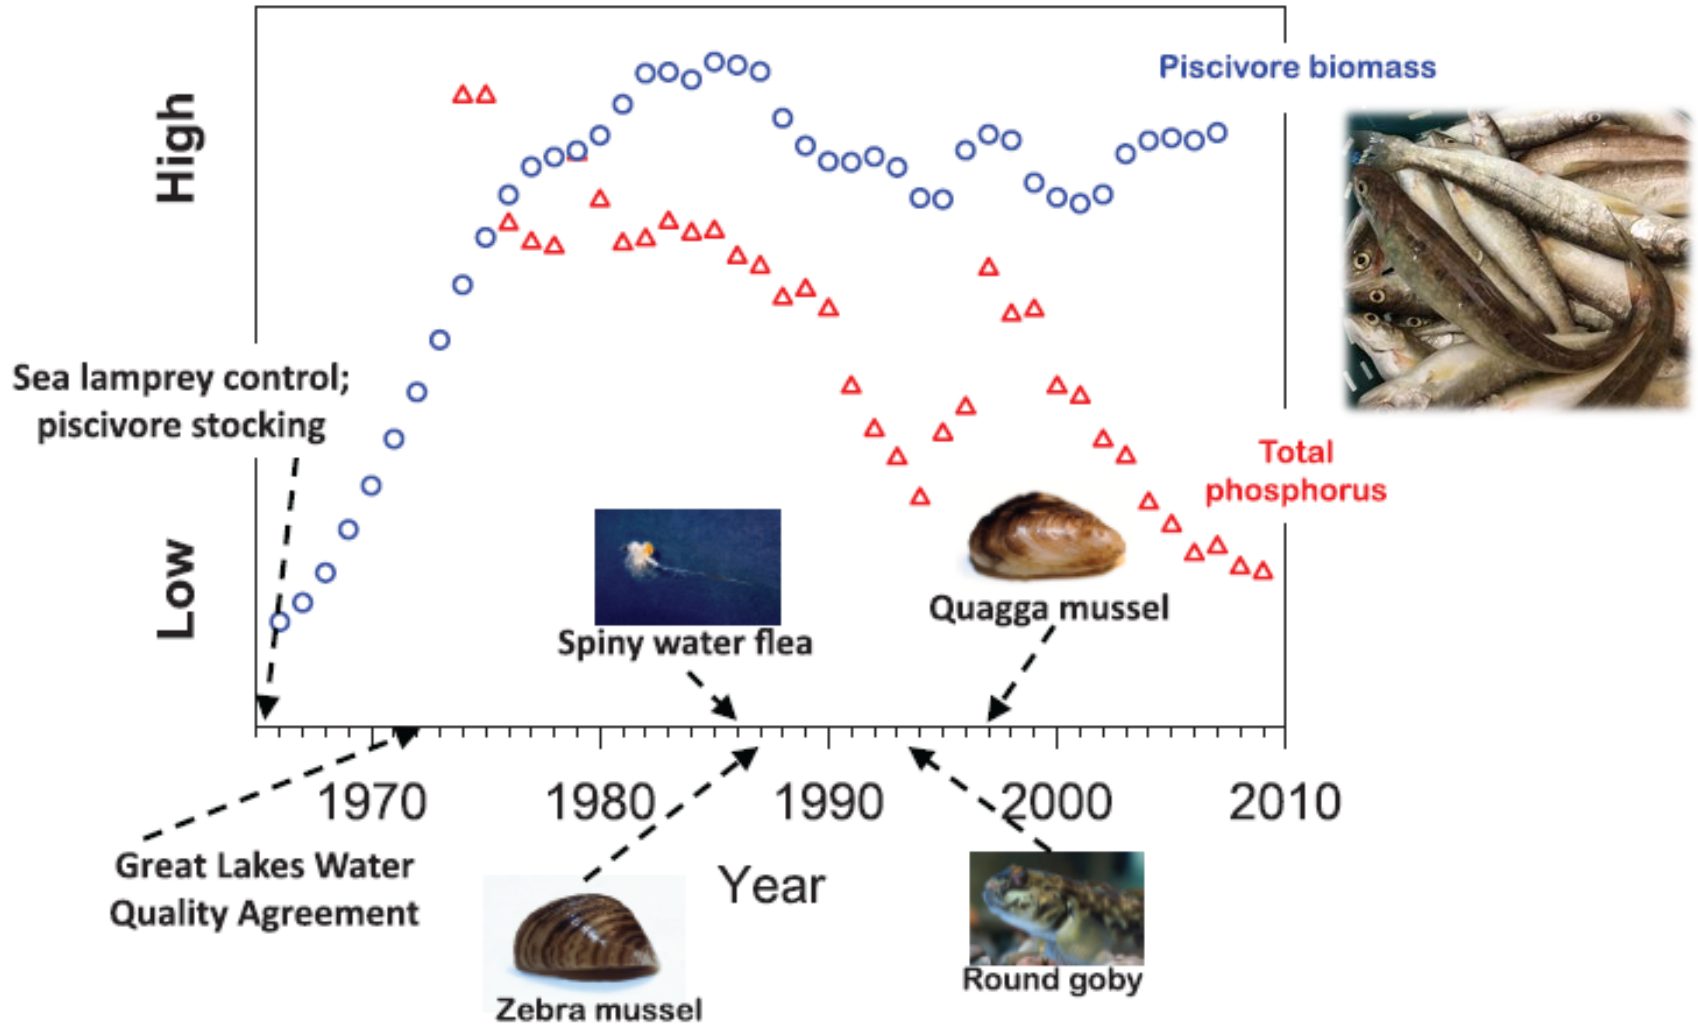 High
Low
Piscivore biomass
Sea lamprey control;
piscivore stocking
Total
phosphorus
Spiny water flea
Quagga mussel
1970
1980
1990
2000
2010
Year
Great Lakes Water
Quality Agreement
Zebra mussel
Round goby